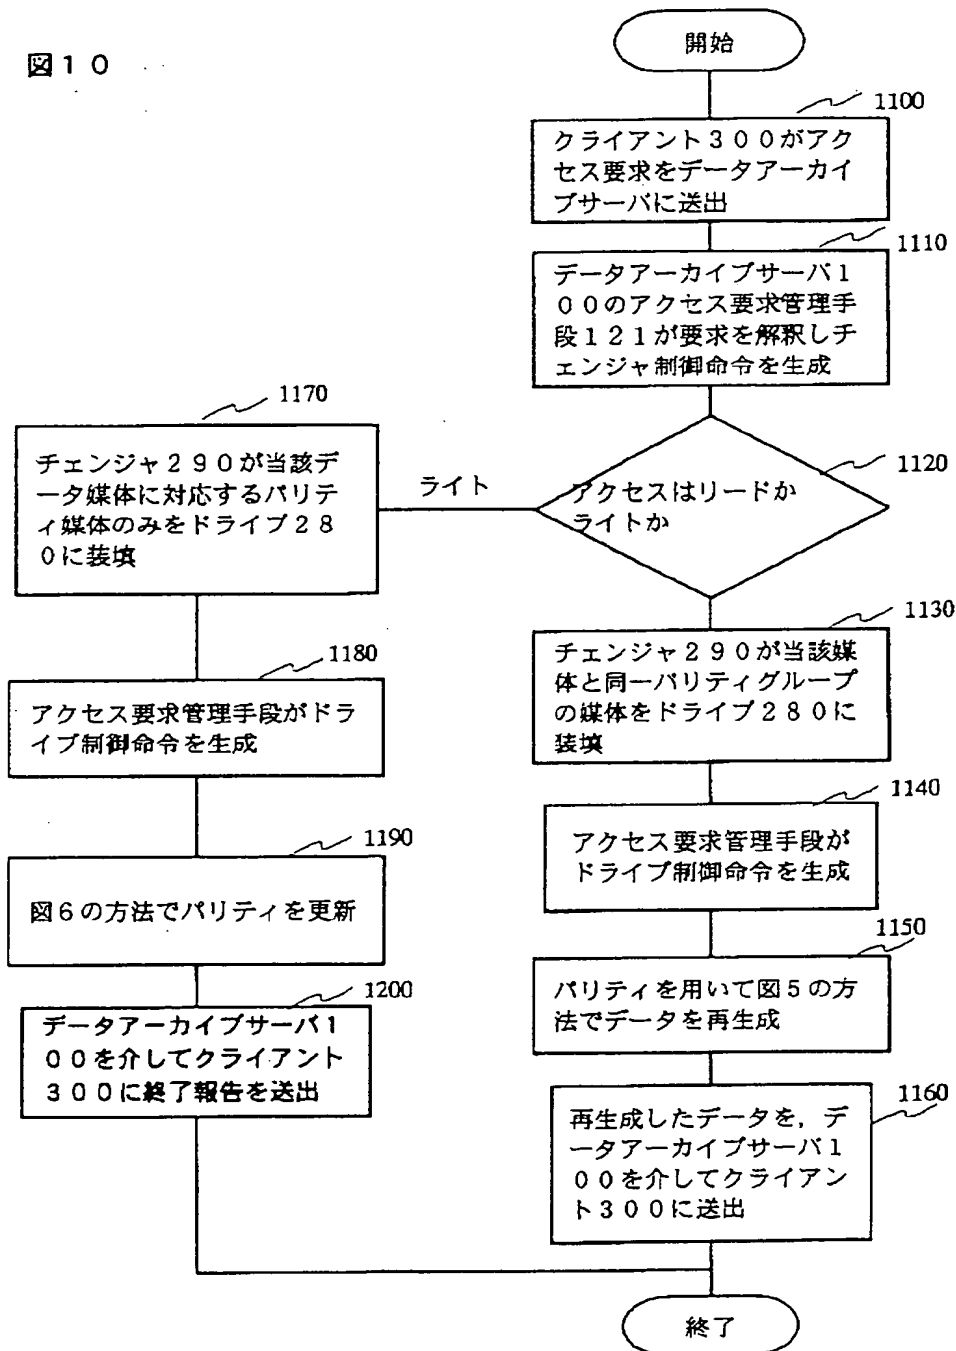 図１０
開始
1100
クライアント３００がアク
セス要求をデータアーカイ
ブサーバに送出
1110
データアーカイブサーバ１
００のアクセス要求管理手
段１２１が要求を解釈しチ
ェンジャ制御命令を生成
1120
アクセスはリードか
ライトか
ライト
1130
チェンジャ２９０が当該媒
体と同一パリティグループ
の媒体をドライブ２８０に
装填
1140
アクセス要求管理手段が
ドライブ制御命令を生成
1150
パリティを用いて図５の方
法でデータを再生成
1160
再生成したデータを，デー
タアーカイブサーバ１
００を介してクライアン
ト３００に送出
1170
チェンジャ２９０が当該デ
ータ媒体に対応するパリテ
ィ媒体のみをドライブ２８
０に装填
1180
アクセス要求管理手段がドラ
イブ制御命令を生成
1190
図６の方法でパリティを更新
1200
データアーカイブサーバ１
００を介してクライアント
３００に終了報告を送出
終了